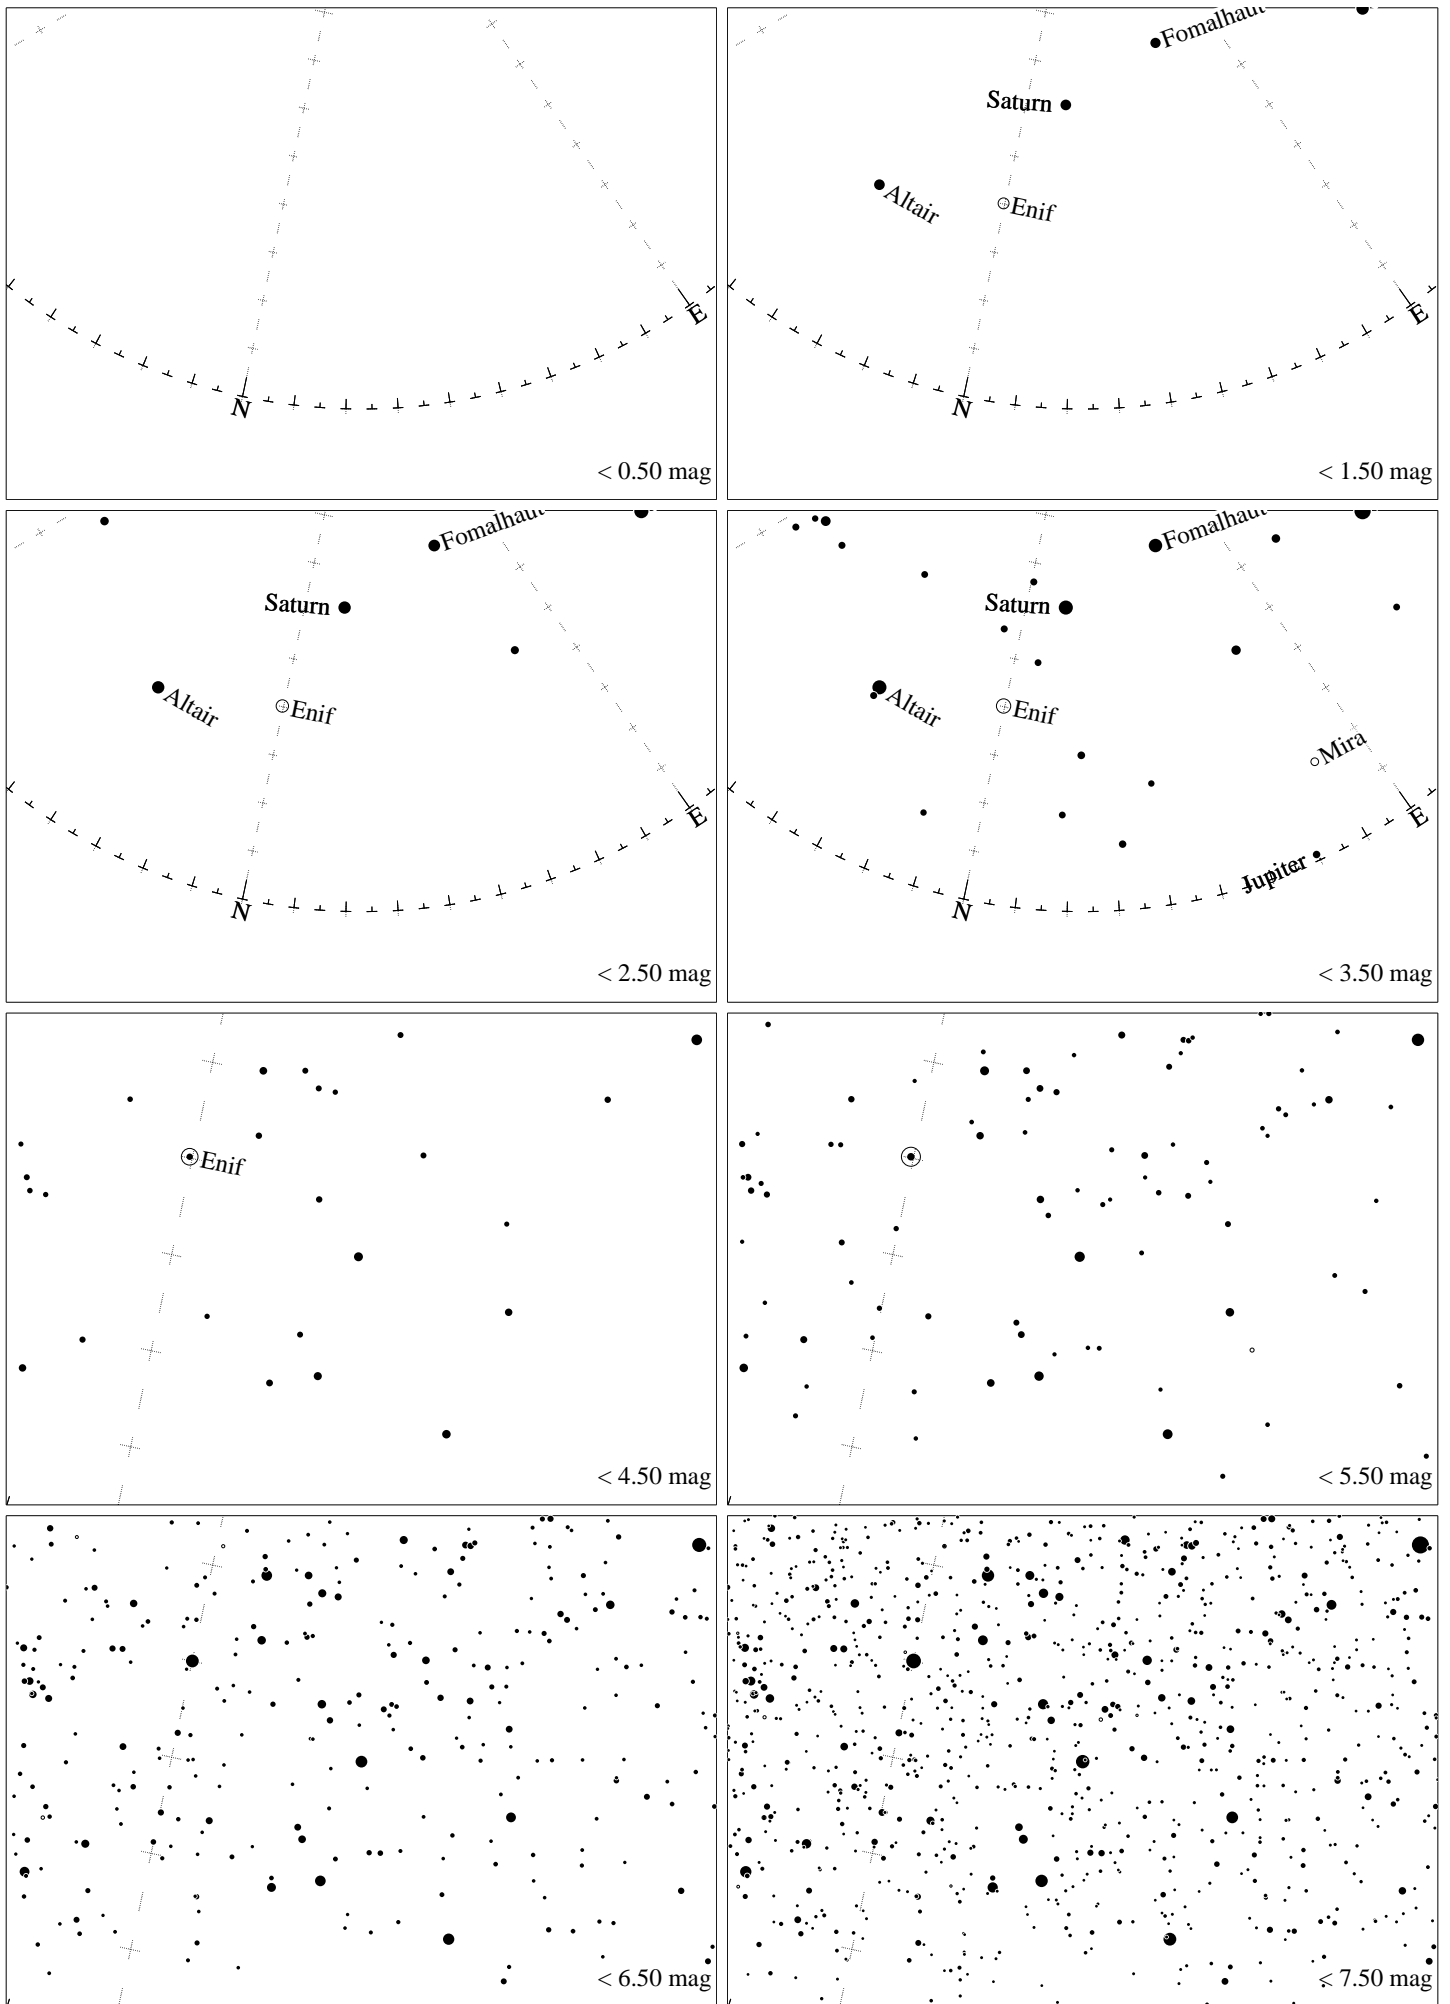 N
E
< 0.50 mag
Fomalhaut
Saturn
Altair
Enif
N
E
< 1.50 mag
Fomalhaut
Saturn
Altair
Enif
N
E
< 2.50 mag
Fomalhaut
Saturn
Altair
Enif
Mira
Jupiter
N
E
< 3.50 mag
Enif
< 4.50 mag
< 5.50 mag
< 6.50 mag
< 7.50 mag